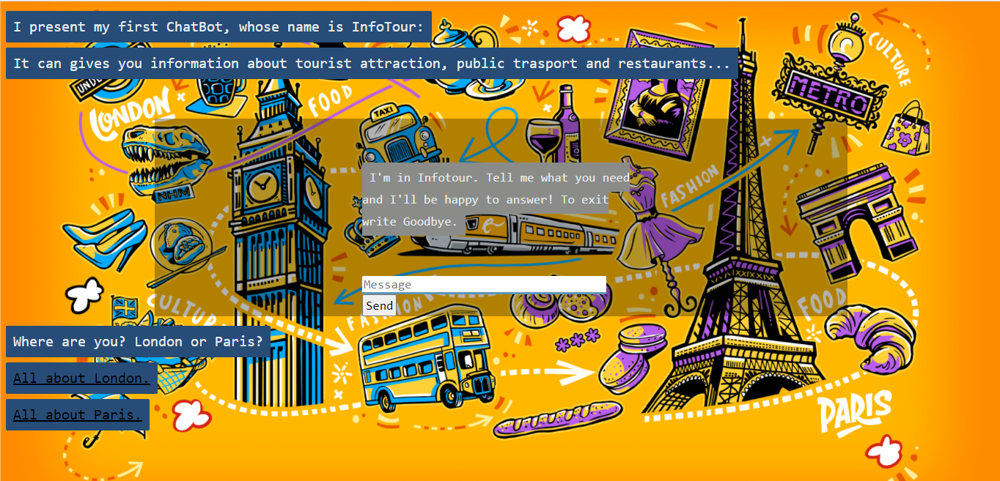 I present my first ChatBot, whose name is InfoTour:
It can gives you information about tourist attraction, public trasport and restaurants...
CULTURE
LONDON
FOOD
TAXI
METRO
I'm in Infotour. Tell me what you need
and I'll be happy to answer! To exit
write Goodbye.
FASHION
NHM
Message
Send
CULTURE
FASHION
FOOD
Where are you? London or Paris?
All about London.
All about Paris.
PARIS